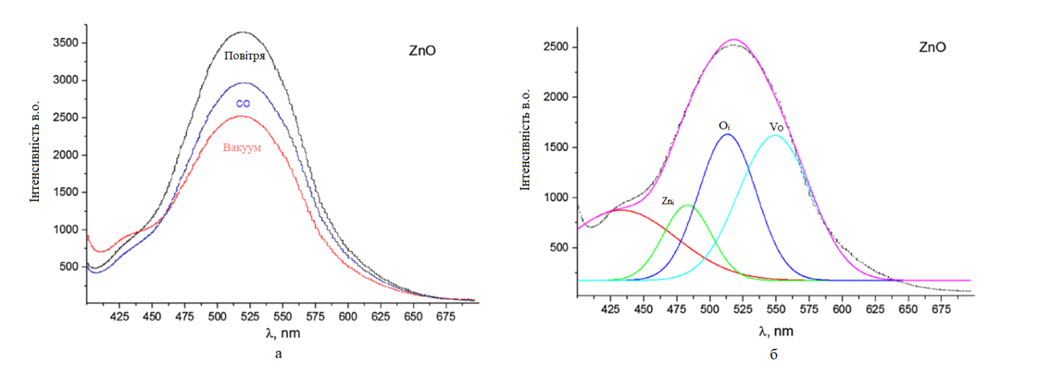 ZnO
Повітря
CO
Вакуум
Інтенсивність в.о.
3500
3000
2500
2000
1500
1000
500
425 450 475 500 525 550 575 600 625 650 675
λ, nm
а
ZnO
Oi
VO
Zni
Інтенсивність в.о.
2500
2000
1500
1000
500
425 450 475 500 525 550 575 600 625 650 675
λ, nm
б